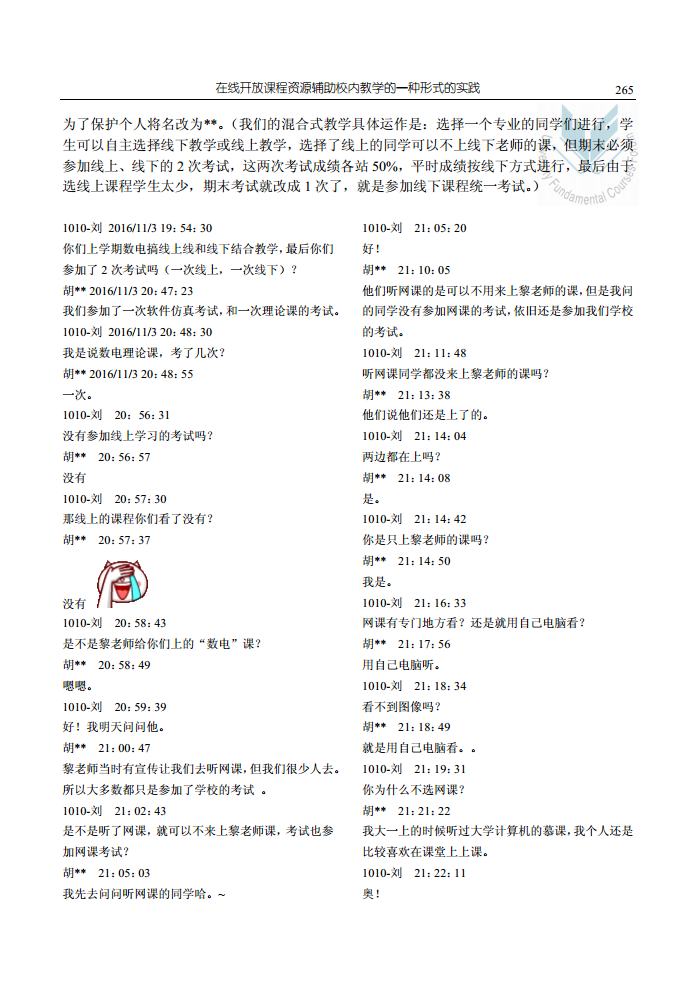 在线开放课程资源辅助校内教学的一种形式的实践 265
为了保护个人将名改为**。（我们的混合式教学具体运作是：选择一个专业的同学们进行，学
生可以自主选择线下教学或线上教学，选择了线上的同学可以不上线下老师的课，但期末必须
参加线上、线下的 2 次考试，这两次考试成绩各站 50%，平时成绩按线下方式进行，最后由于
选线上课程学生太少，期末考试就改成 1 次了，就是参加线下课程统一考试。）
1010-刘 2016/11/3 19：54：30
你们上学期数电搞线上线和线下结合教学，最后你们
参加了 2 次考试吗（一次线上，一次线下）？
胡** 2016/11/3 20：47：23
我们参加了一次软件仿真考试，和一次理论课的考试。
1010-刘 2016/11/3 20：48：30
我是说数电理论课，考了几次？
胡** 2016/11/3 20：48：55
一次。
1010-刘 20：56：31
没有参加线上学习的考试吗？
胡** 20：56：57
没有
1010-刘 20：57：30
那线上的课程你们看了没有？
胡** 20：57：37
没有
1010-刘 20：58：43
是不是黎老师给你们上的“数电”课？
胡** 20：58：49
嗯嗯。
1010-刘 20：59：39
好！我明天问问他。
胡** 21：00：47
黎老师当时有宣传让我们去听网课，但我们很少人去。
所以大多数都只是参加了学校的考试 。
1010-刘 21：02：43
是不是听了网课，就可以不来上黎老师课，考试也参
加网课考试？
胡** 21：05：03
我先去问问听网课的同学哈。~
1010-刘 21：05：20
好！
胡** 21：10：05
他们听网课的是可以不用来上黎老师的课，但是我问
的同学没有参加网课的考试，依旧还是参加我们学校
的考试。
1010-刘 21：11：48
听网课同学都没来上黎老师的课吗？
胡** 21：13：38
他们说他们还是上了的。
1010-刘 21：14：04
两边都在上吗？
胡** 21：14：08
是。
1010-刘 21：14：42
你是只上黎老师的课吗？
胡** 21：14：50
我是。
1010-刘 21：16：33
网课有专门地方看？还是就用自己电脑看？
胡** 21：17：56
用自己电脑听。
1010-刘 21：18：34
看不到图像吗？
胡** 21：18：49
就是用自己电脑看。。
1010-刘 21：19：31
你为什么不选网课？
胡** 21：21：22
我大一上的时候听过大学计算机的慕课，我个人还是
比较喜欢在课堂上上课。
1010-刘 21：22：11
奥！